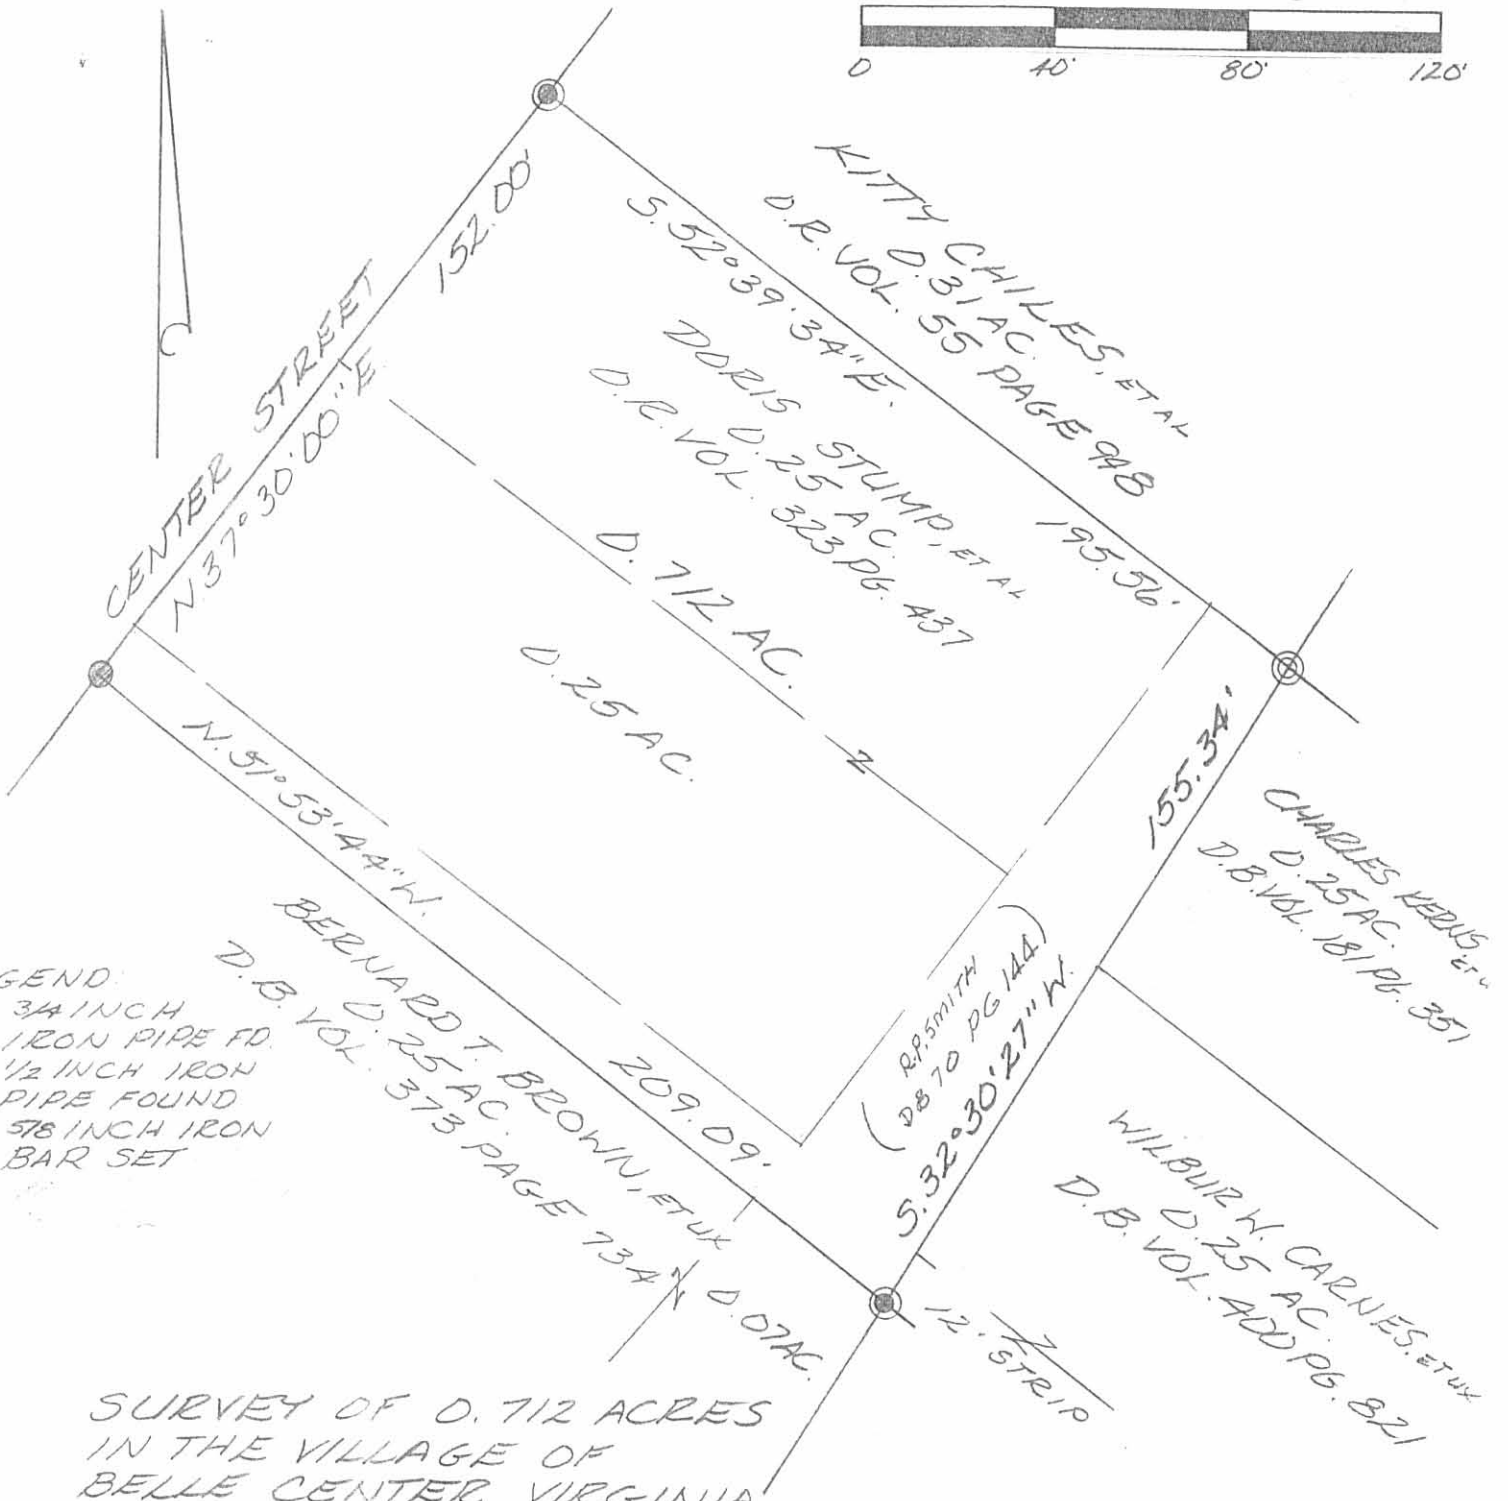 0 40' 80' 120'
152.00'
CENTER STREET
N.37°30'00"E.
KITTY CHILES, ET AL
0.31 AC.
O.R. VOL. 55 PAGE 948
S.52°39'34"E.
195.56'
DORIS STUMP, ET AL
0.25 AC.
O.R. VOL. 323 PG. 437
0.712 AC.
0.25 AC.
Z
155.34'
S.32°30'27"W.
R.P. SMITH
(DB 70 PG 144)
CHARLES KERNS, ET U
0.25 AC.
D.B. VOL. 181 PG. 351
WILBUR W. CARNES, ET UX
0.25 AC.
D.B. VOL. 400 PG. 821
12' STRIP
N.51°53'44"W.
209.09'
BERNARD T. BROWN, ET UX
0.25 AC.
D.B. VOL. 373 PAGE 734
0.07 AC.
GEND:
3/4 INCH
IRON PIPE FD.
1/2 INCH IRON
PIPE FOUND
5/8 INCH IRON
BAR SET
SURVEY OF 0.712 ACRES
IN THE VILLAGE OF
BELLE CENTER, VIRGINIA